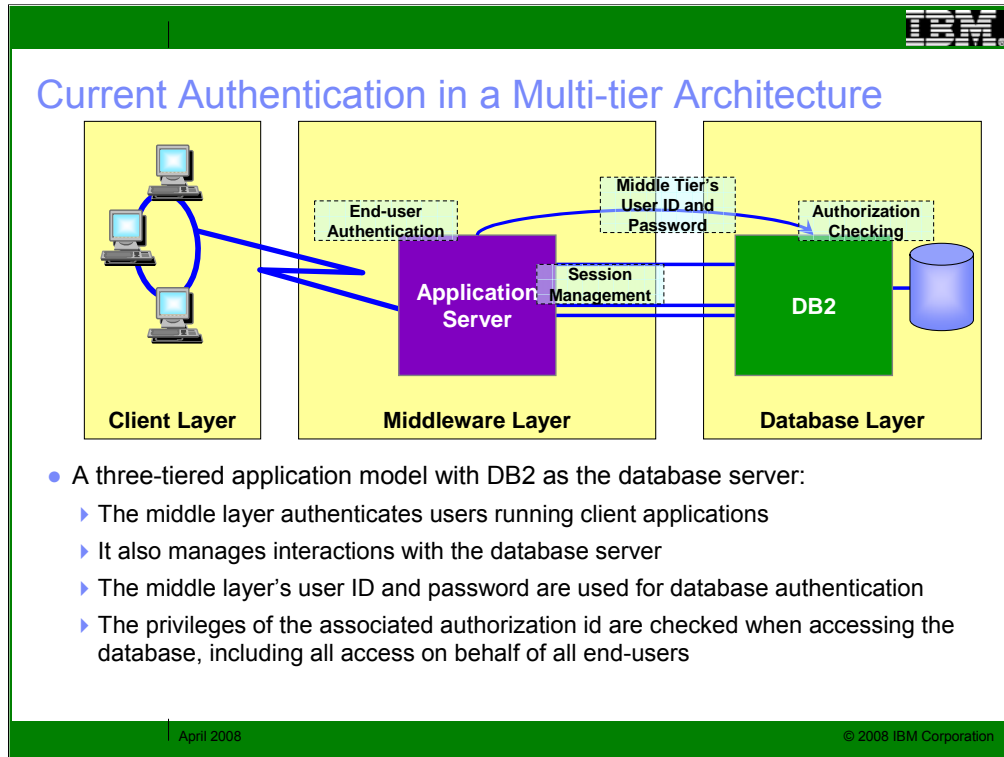 IBM
Current Authentication in a Multi-tier Architecture
End-user
Authentication
Middle Tier's
User ID and
Password
Authorization
Checking
Application
Server
Session
Management
DB2
Client Layer
Middleware Layer
Database Layer
A three-tiered application model with DB2 as the database server:
The middle layer authenticates users running client applications
It also manages interactions with the database server
The middle layer's user ID and password are used for database authentication
The privileges of the associated authorization id are checked when accessing the
database, including all access on behalf of all end-users
April 2008
© 2008 IBM Corporation